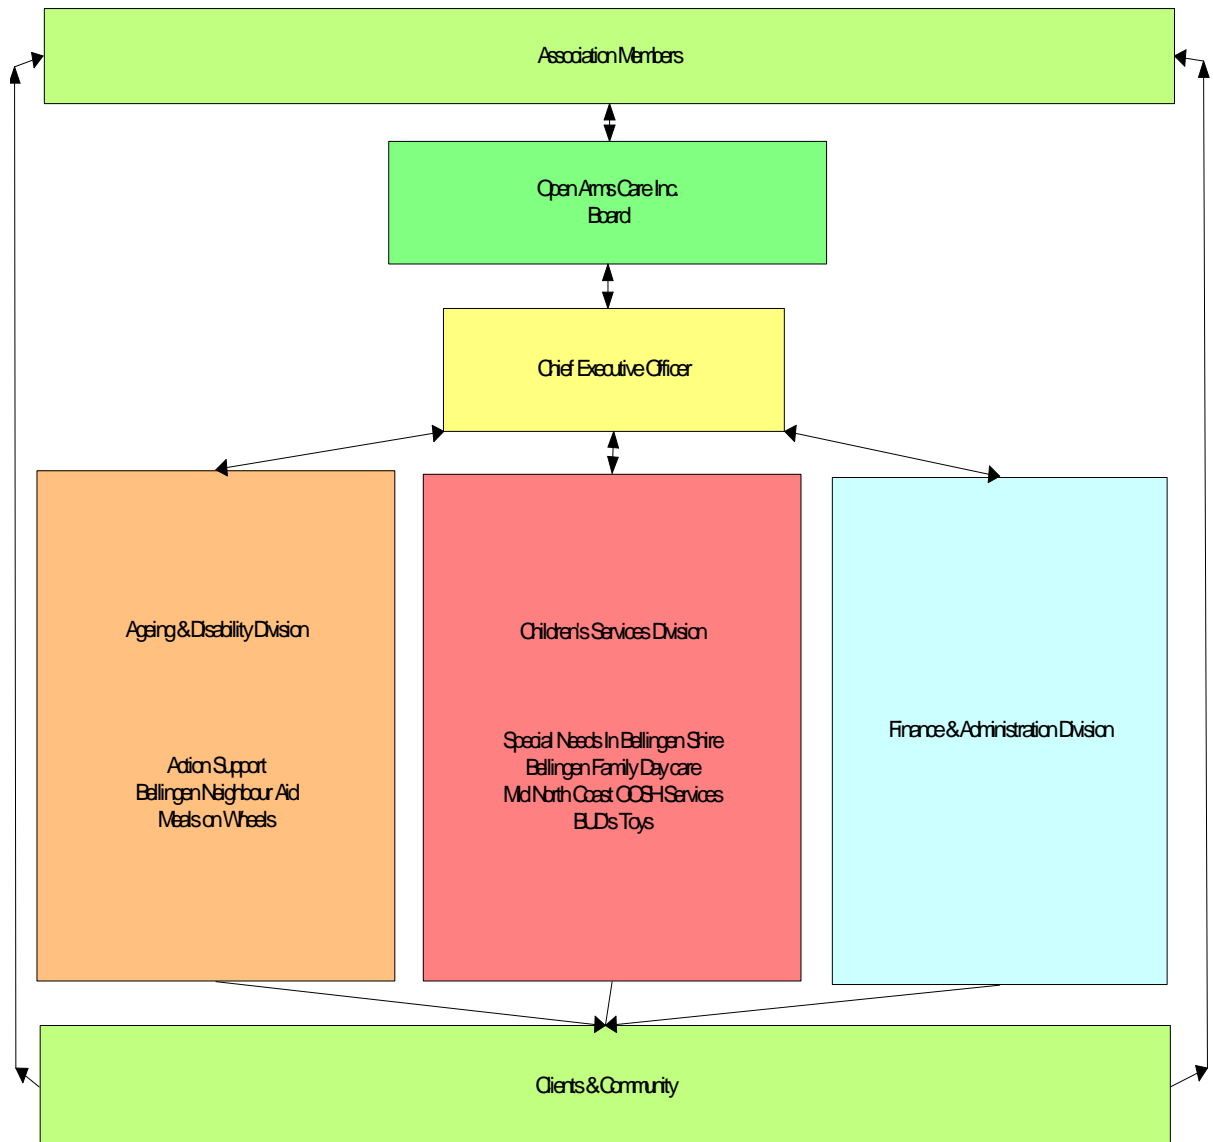 Association Members
Open Arms Care Inc.
Board
Chief Executive Officer
Ageing & Disability Division
Action Support
Bellingen Neighbour Aid
Meals on Wheels
Children's Services Division
Special Needs In Bellingen Shire
Bellingen Family Day care
Mid North Coast OOSH Services
BUD's Toys
Finance & Administration Division
Clients & Community